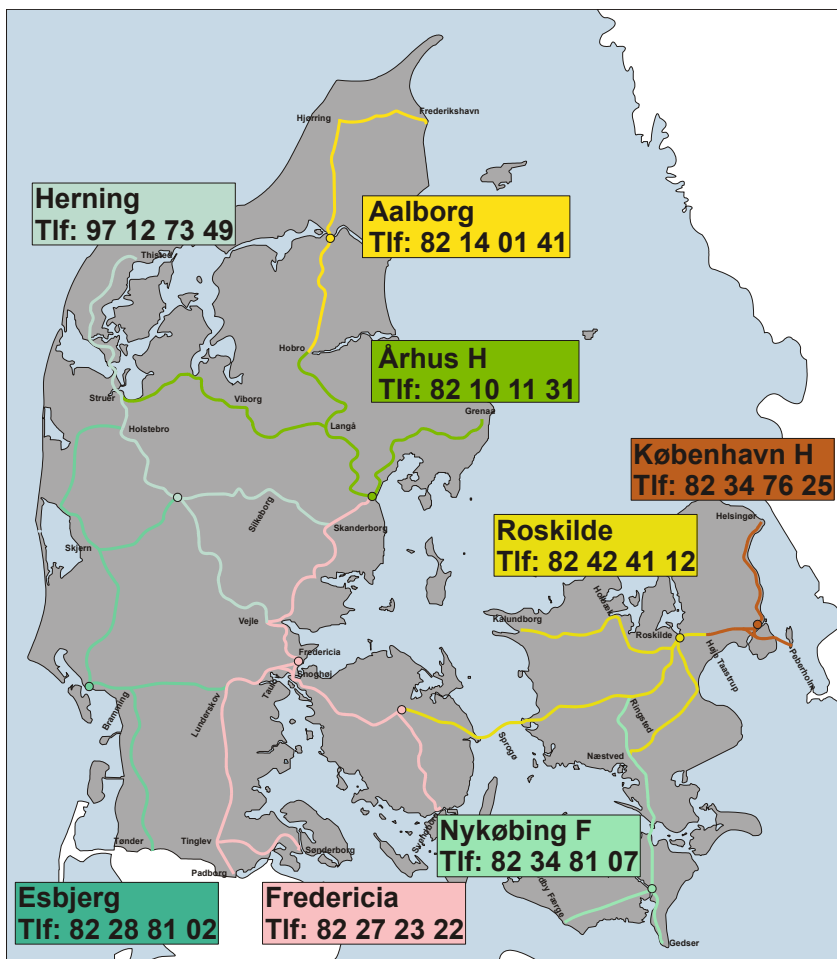 Hjørring
Frederikshavn
Herning
Tlf: 97 12 73 49
Aalborg
Tlf: 82 14 01 41
Thisted
Hobro
Århus H
Tlf: 82 10 11 31
Struer
Viborg
Grenaa
Holstebro
Langå
København H
Tlf: 82 34 76 25
Silkeborg
Skanderborg
Helsingør
Roskilde
Tlf: 82 42 41 12
Skjern
Holbæk
Kalundborg
Vejle
Roskilde
Høje Taastrup
Peberholm
Fredericia
Snoghøj
Taulov
Bramming
Lunderskov
Ringsted
Sprogø
Næstved
Svendborg
Nykøbing F
Tlf: 82 34 81 07
Tønder
Tinglev
Sønderborg
Padborg
Færge
Esbjerg
Tlf: 82 28 81 02
Fredericia
Tlf: 82 27 23 22
Gedser